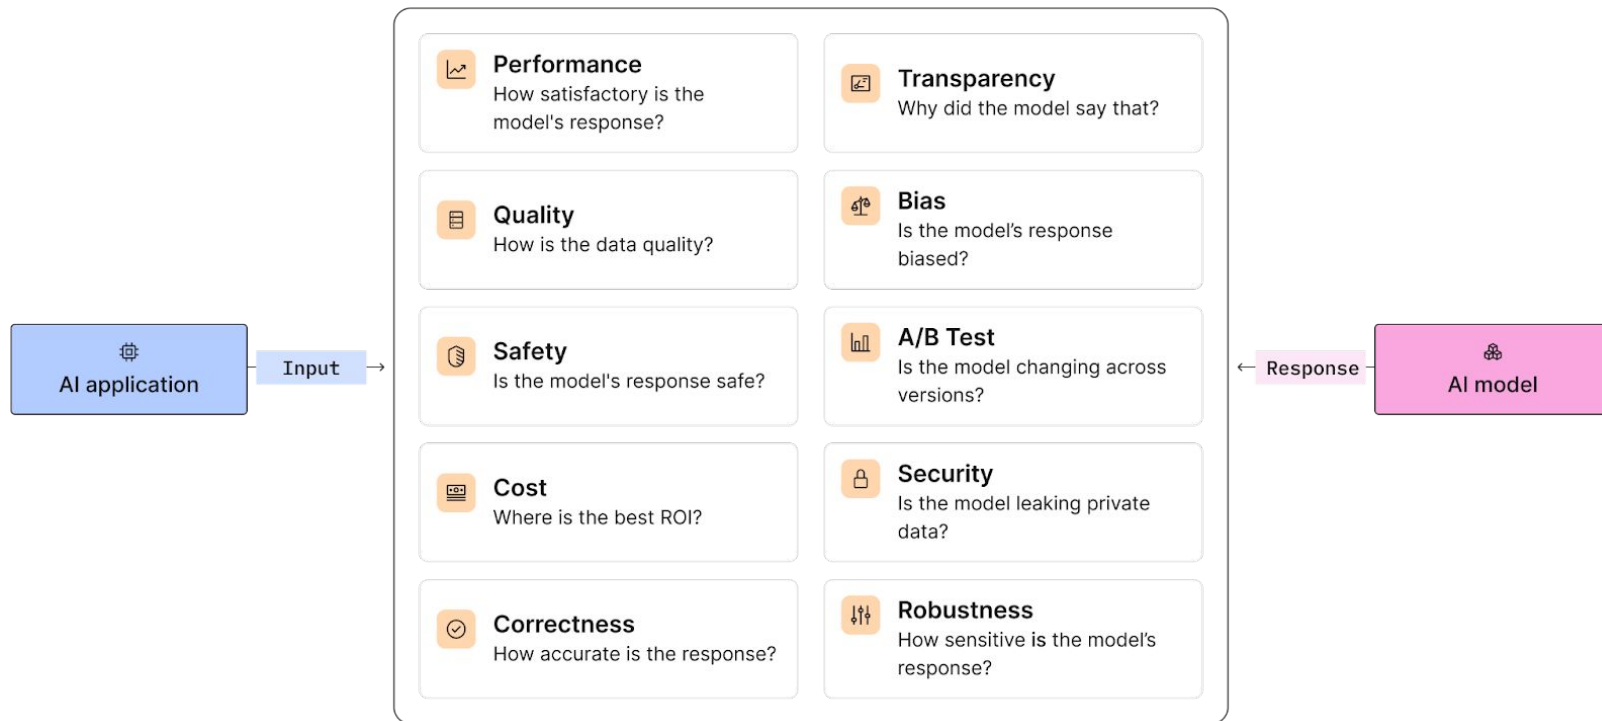 AI application
Input
Performance
How satisfactory is the
model's response?
Quality
How is the data quality?
Safety
Is the model's response safe?
Cost
Where is the best ROI?
Correctness
How accurate is the response?
Transparency
Why did the model say that?
Bias
Is the model’s response
biased?
A/B Test
Is the model changing across
versions?
Security
Is the model leaking private
data?
Robustness
How sensitive is the model’s
response?
Response
AI model